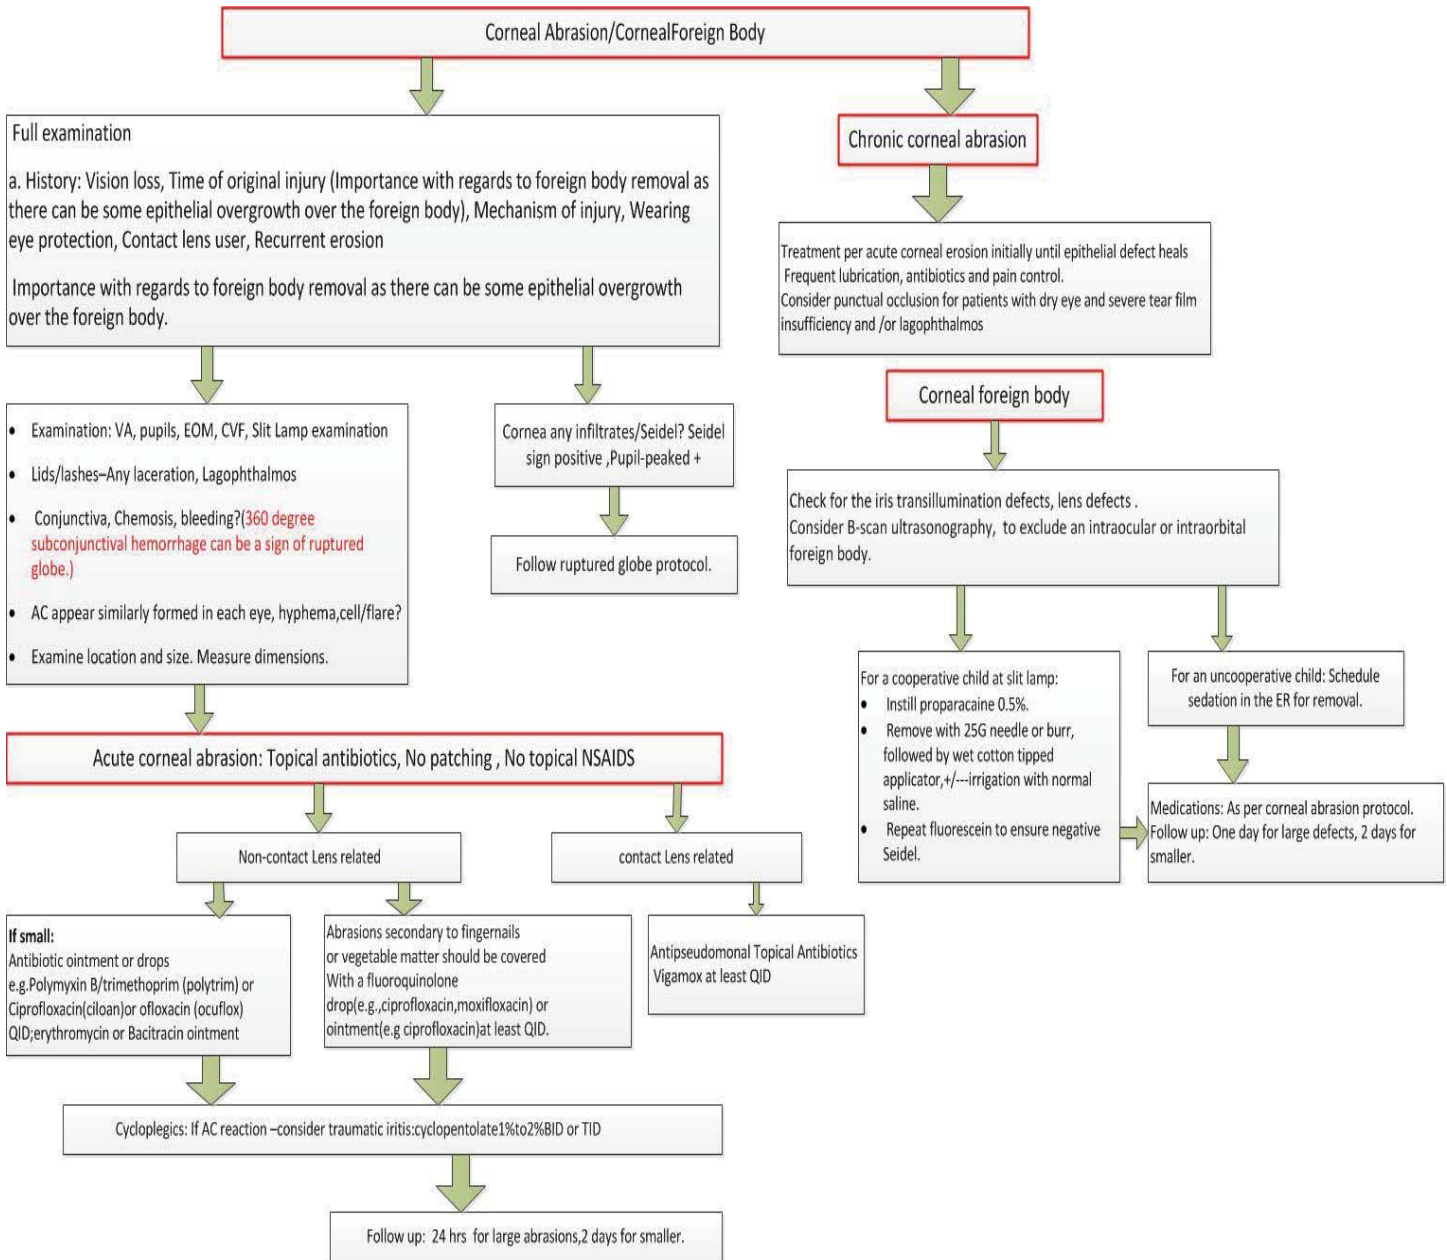 Corneal Abrasion/CornealForeign Body
Full examination
a. History: Vision loss, Time of original injury (Importance with regards to foreign body removal as
there can be some epithelial overgrowth over the foreign body), Mechanism of injury, Wearing
eye protection, Contact lens user, Recurrent erosion
Importance with regards to foreign body removal as there can be some epithelial overgrowth
over the foreign body.
Chronic corneal abrasion
Treatment per acute corneal erosion initially until epithelial defect heals
Frequent lubrication, antibiotics and pain control.
Consider punctual occlusion for patients with dry eye and severe tear film
insufficiency and /or lagophthalmos
• Examination: VA, pupils, EOM, CVF, Slit Lamp examination
• Lids/lashes–Any laceration, Lagophthalmos
• Conjunctiva, Chemosis, bleeding?(360 degree
subconjunctival hemorrhage can be a sign of ruptured
globe.)
• AC appear similarly formed in each eye, hyphema,cell/flare?
• Examine location and size. Measure dimensions.
Cornea any infiltrates/Seidel? Seidel
sign positive ,Pupil-peaked +
Follow ruptured globe protocol.
Corneal foreign body
Check for the iris transillumination defects, lens defects .
Consider B-scan ultrasonography, to exclude an intraocular or intraorbital
foreign body.
For a cooperative child at slit lamp:
• Instill proparacaine 0.5%.
• Remove with 25G needle or burr,
followed by wet cotton tipped
applicator,+/---irrigation with normal
saline.
• Repeat fluorescein to ensure negative
Seidel.
For an uncooperative child: Schedule
sedation in the ER for removal.
Medications: As per corneal abrasion protocol.
Follow up: One day for large defects, 2 days for
smaller.
Acute corneal abrasion: Topical antibiotics, No patching , No topical NSAIDS
Non-contact Lens related
contact Lens related
If small:
Antibiotic ointment or drops
e.g.Polymyxin B/trimethoprim (polytrim) or
Ciprofloxacin(ciloan)or ofloxacin (ocuflox)
QID;erythromycin or Bacitracin ointment
Abrasions secondary to fingernails
or vegetable matter should be covered
With a fluoroquinolone
drop(e.g.,ciprofloxacin,moxifloxacin) or
ointment(e.g ciprofloxacin)at least QID.
Antipseudomonal Topical Antibiotics
Vigamox at least QID
Cycloplegics: If AC reaction –consider traumatic iritis:cyclopentolate1%to2%BID or TID
Follow up: 24 hrs for large abrasions,2 days for smaller.